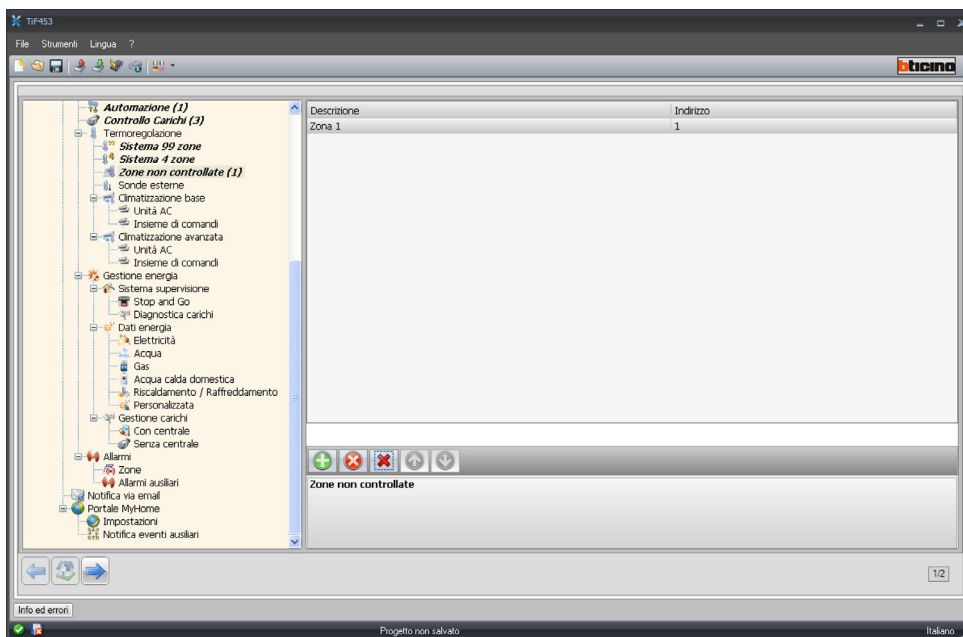 TiF453
File Strumenti Lingua ?
bticino
Automazione (1)
Controllo Carichi (3)
Termoregolazione
Sistema 99 zone
Sistema 4 zone
Zone non controllate (1)
Sonde esterne
Climatizzazione base
Unità AC
Insieme di comandi
Climatizzazione avanzata
Unità AC
Insieme di comandi
Gestione energia
Sistema supervisione
Stop and Go
Diagnostica carichi
Dati energia
Elettricità
Acqua
Gas
Acqua calda domestica
Riscaldamento / Raffreddamento
Personalizzata
Gestione carichi
Con centrale
Senza centrale
Allarmi
Zone
Allarmi ausiliari
Notifica via email
Portale MyHome
Impostazioni
Notifica eventi ausiliari
Descrizione Indirizzo
Zona 1 1
Zone non controllate
1/2
Info ed errori
Progetto non salvato Italiano